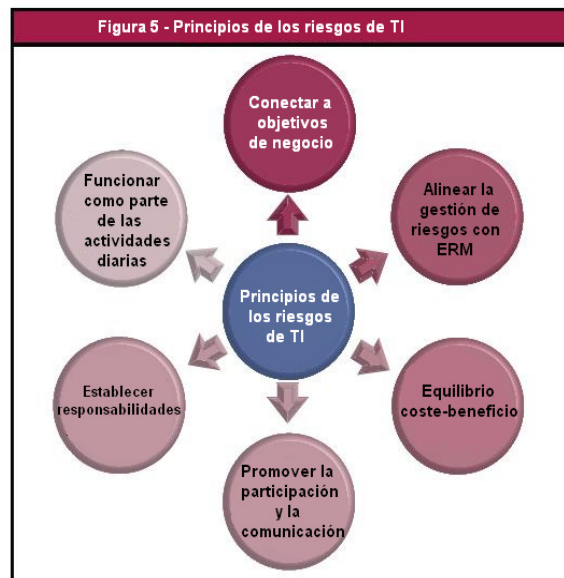 Figura 5 - Principios de los riesgos de TI
Conectar a
objetivos
de negocio
Funcionar
como parte
de las
actividades
diarias
Alinear la
gestión de
riesgos con
ERM
Principios de
los riesgos
de TI
Establecer
responsabilidades
Equilibrio
coste-beneficio
Promover la
participación
y la
comunicación